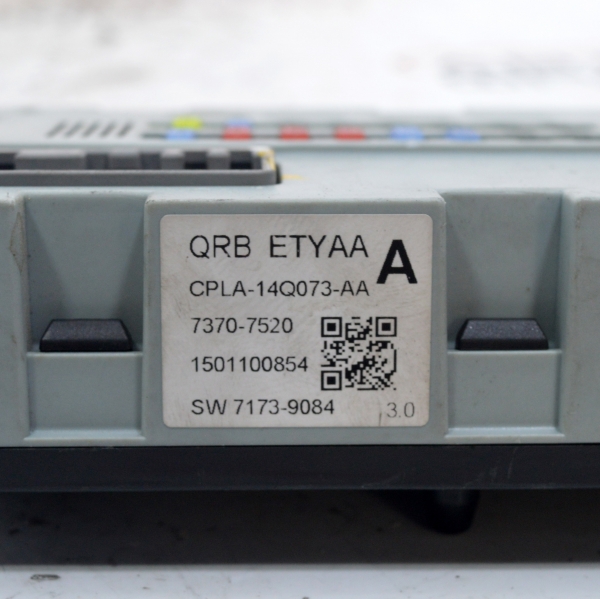 QRB ETYAA
A
CPLA-14Q073-AA
7370-7520
1501100854
SW 7173-9084 3.0